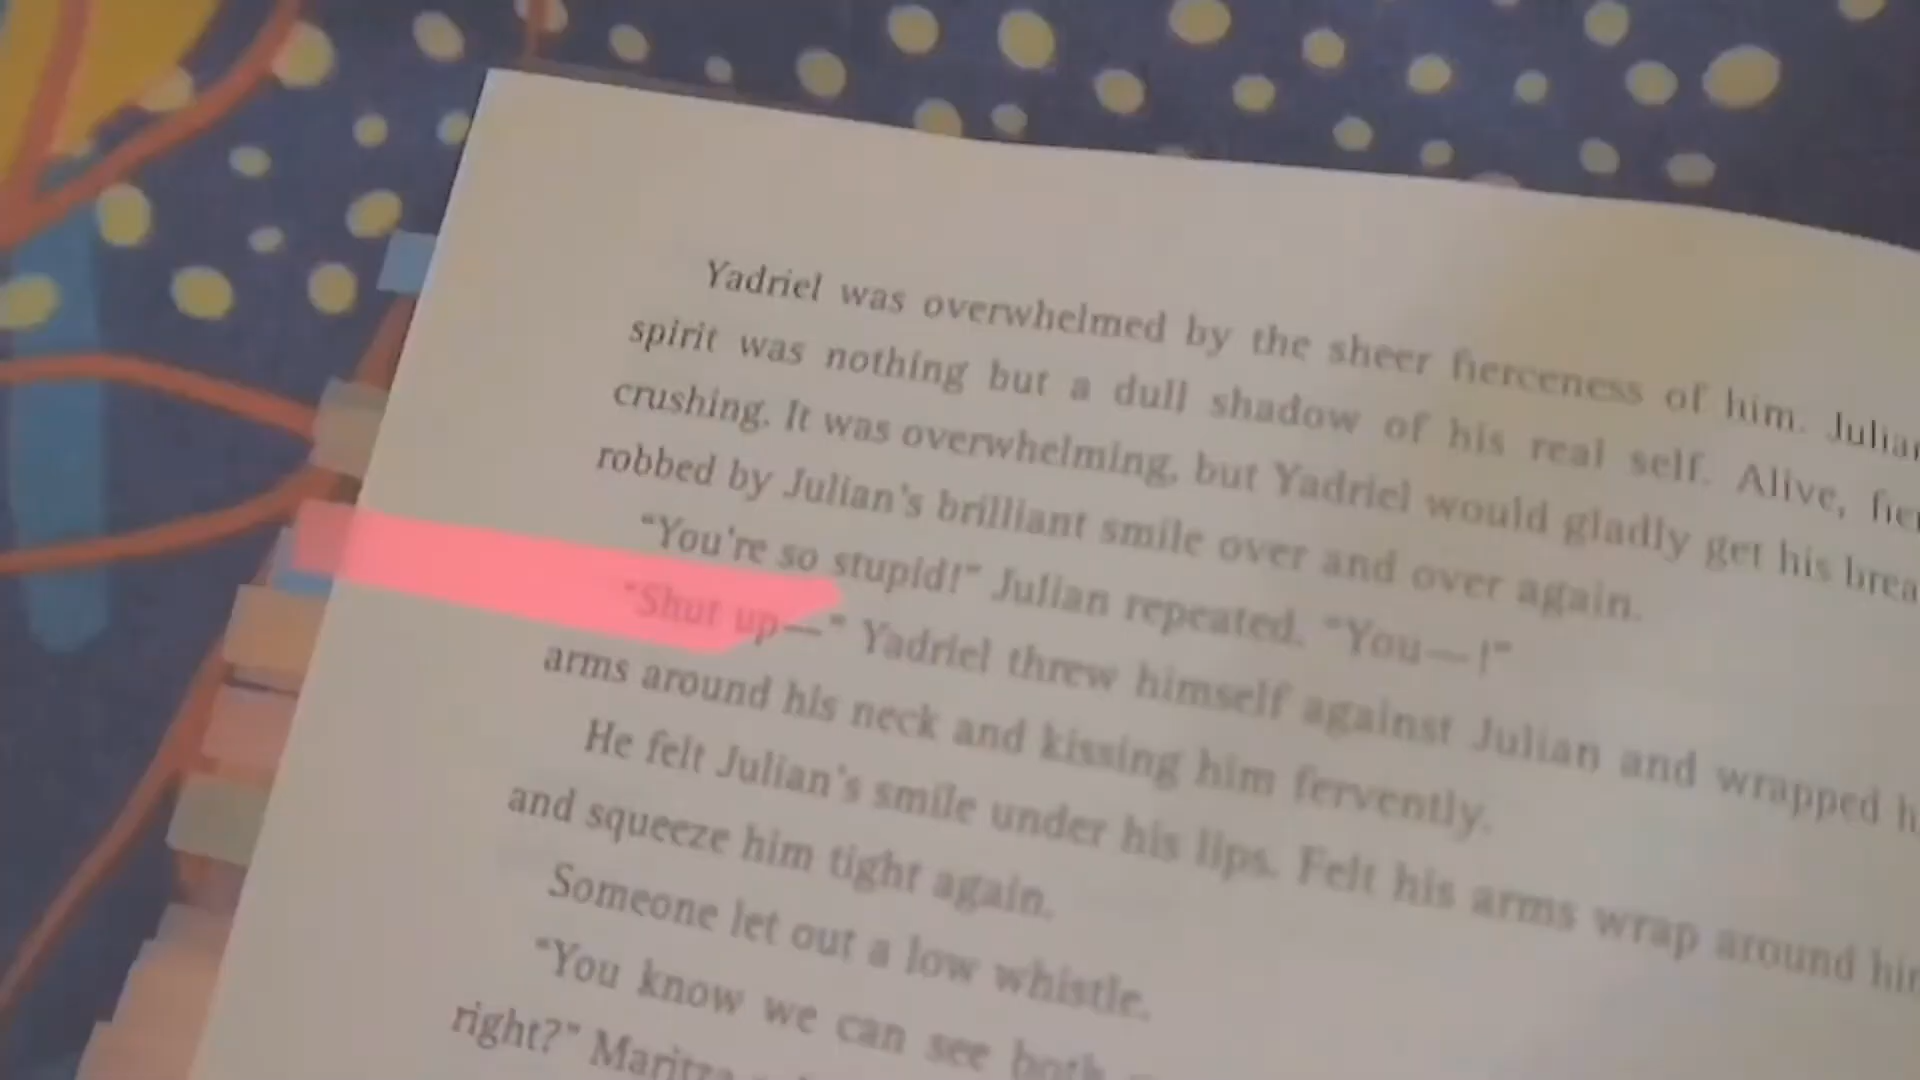 Yadriel was overwhelmed by the sheer fierceness of him. Julian
spirit was nothing but a dull shadow of his real self. Alive,
crushing. It was overwhelming, but Yadriel would gladly get his
robbed by Julian's brilliant smile over and over again.
"You're so stupid!" Julian repeated. "You—!"
"Shut up—" Yadriel threw himself against Julian and wrapped
arms around his neck and kissing him fervently.
He felt Julian's smile under his lips. Felt his arms wrap around
and squeeze him tight again.
Someone let out a low whistle.
"You know we can see both
right?" Maritza